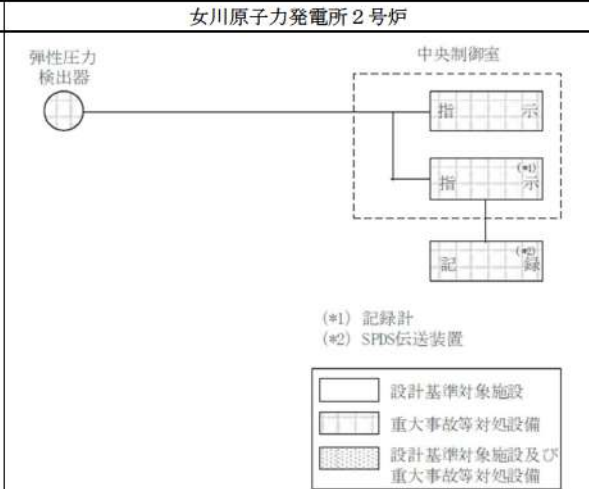 女川原子力発電所2号炉
弾性圧力
検出器
中央制御室
指 示
(*1)
指 示
(*2)
記 録
(*1) 記録計
(*2) SPDS伝送装置
設計基準対象施設
重大事故等対処設備
設計基準対象施設及び
重大事故等対処設備